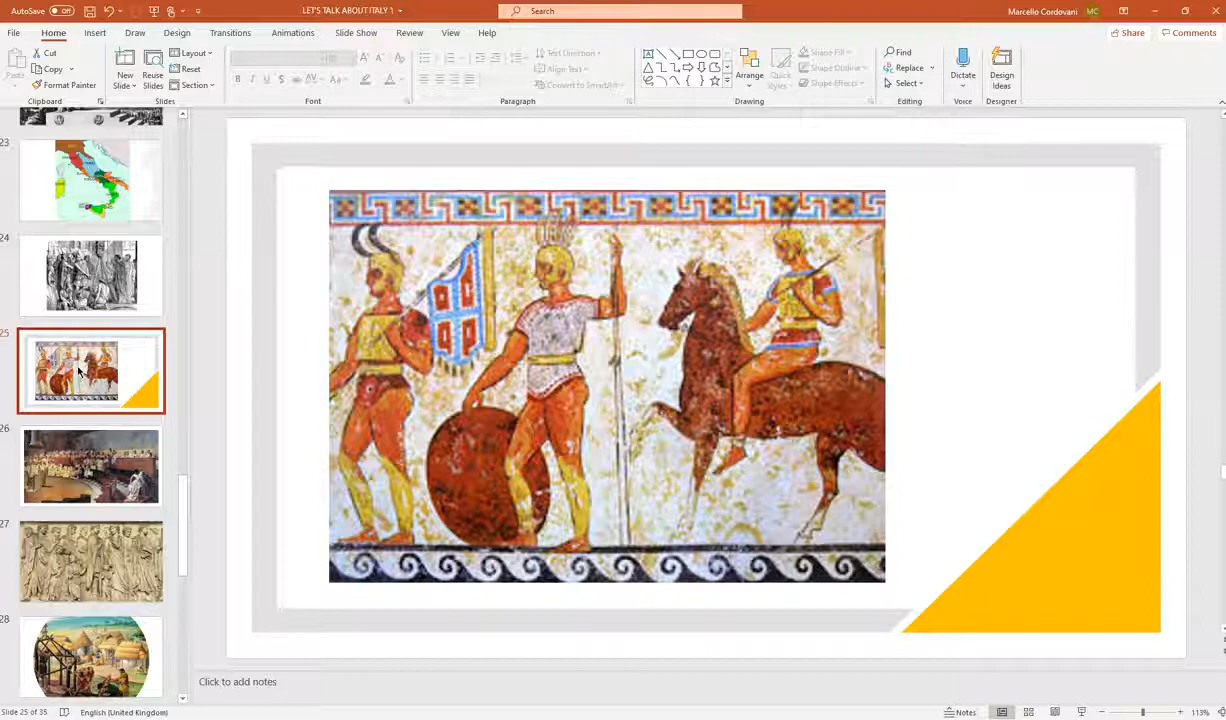 AutoSave Off LET'S TALK ABOUT ITALY 1 Search Marcello Cordovani MC
File Home Insert Draw Design Transitions Animations Slide Show Review View Help Share Comments
Paste Cut Copy Format Painter
Clipboard
New Slide Reuse Slides Layout Reset Section
Slides
B I U S ab AV Aa A
Font
Text Direction Align Text Convert to SmartArt
Paragraph
Arrange Quick Styles Shape Fill Shape Outline Shape Effects
Drawing
Find Replace Select
Editing
Dictate
Voice
Design Ideas
Designer
23
24
25
26
27
28
Click to add notes
Slide 25 of 35 English (United Kingdom) Notes 113%